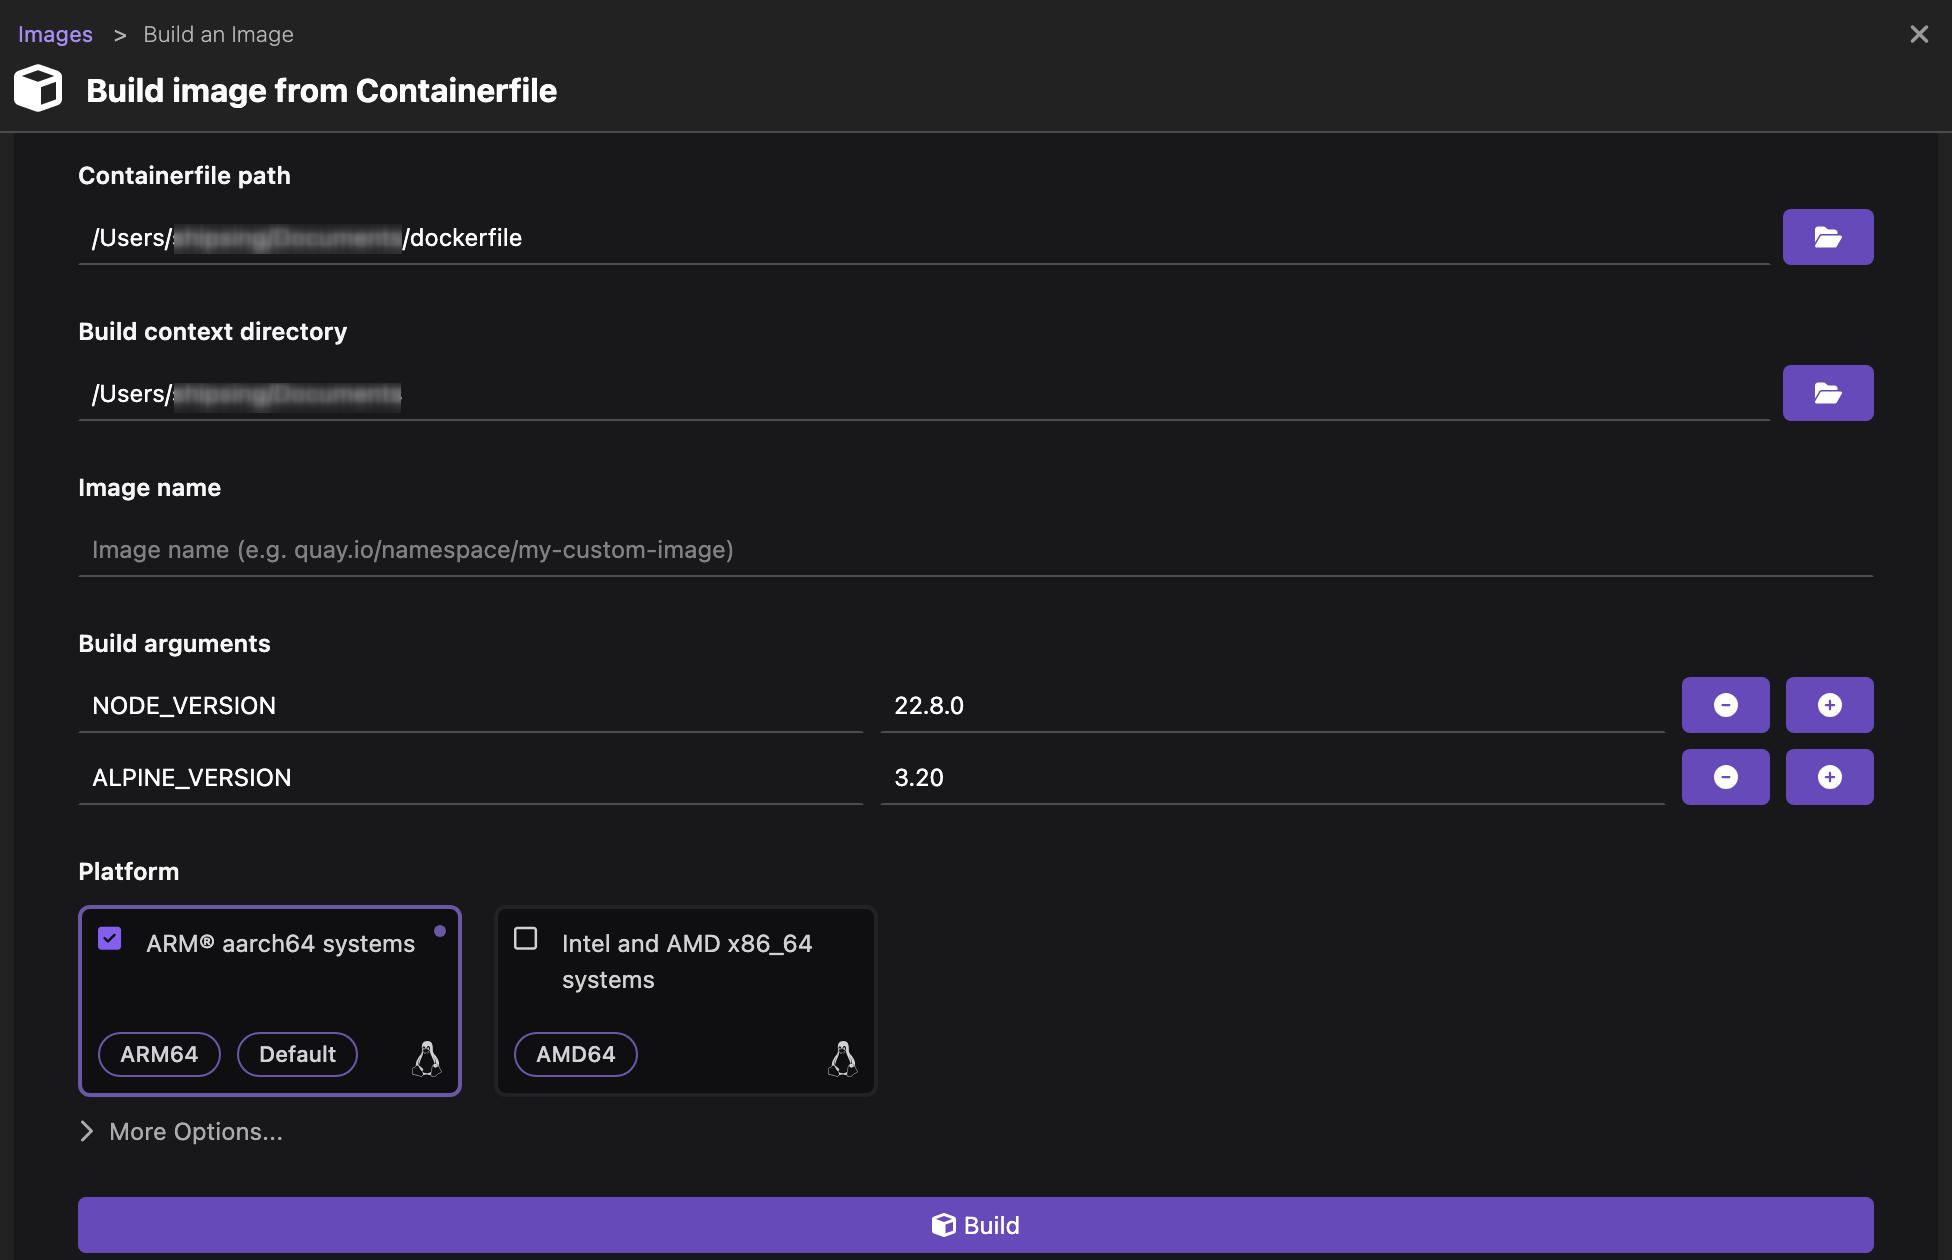 Images > Build an Image
Build image from Containerfile
Containerfile path
/Users/ /dockerfile
Build context directory
/Users/
Image name
Image name (e.g. quay.io/namespace/my-custom-image)
Build arguments
NODE_VERSION 22.8.0
ALPINE_VERSION 3.20
Platform
ARM® aarch64 systems
ARM64 Default
Intel and AMD x86_64
systems
AMD64
More Options...
Build